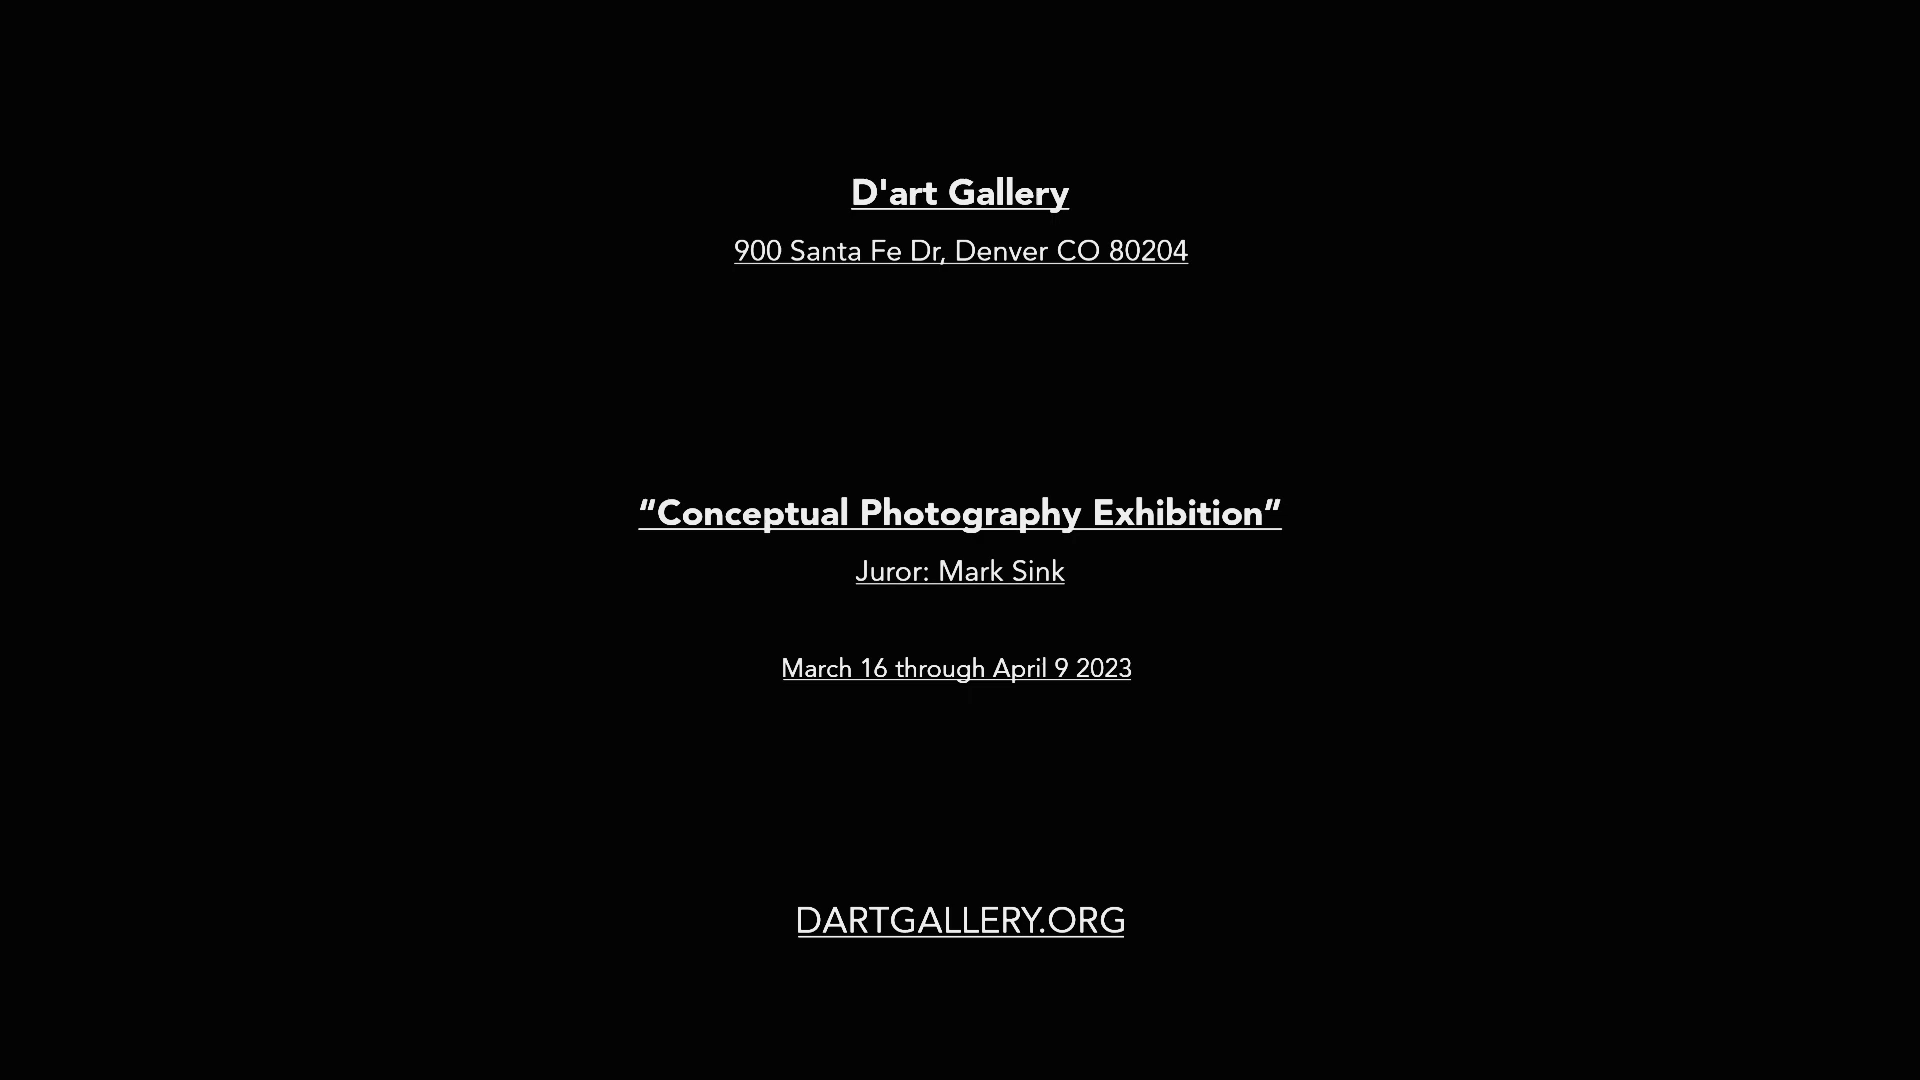 D'art Gallery
900 Santa Fe Dr, Denver CO 80204
“Conceptual Photography Exhibition”
Juror: Mark Sink
March 16 through April 9 2023
DARTGALLERY.ORG